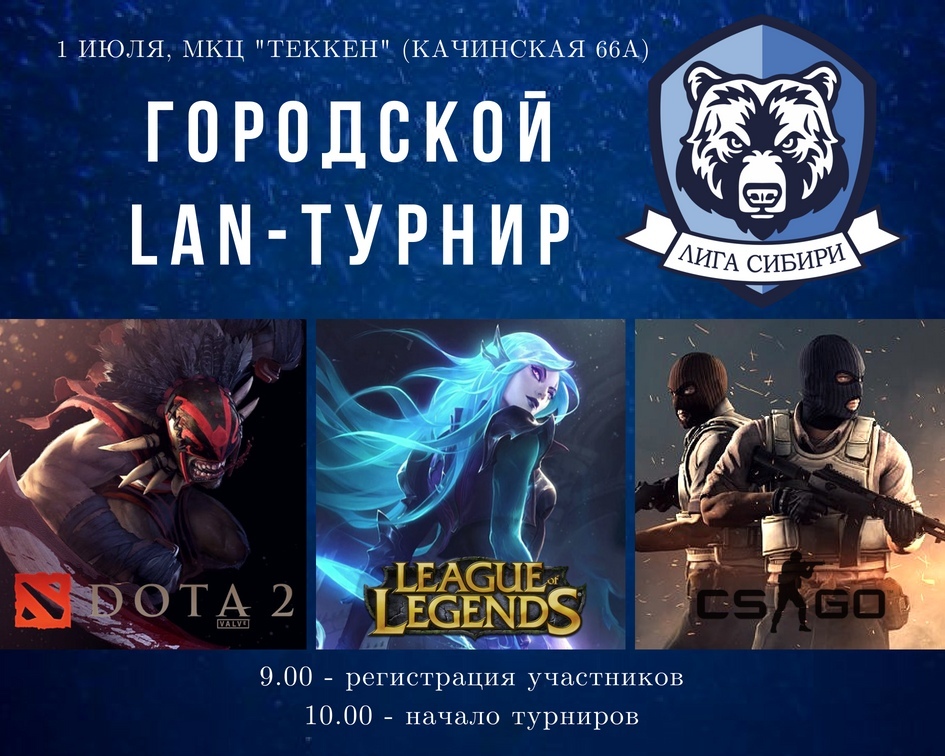 1 ИЮЛЯ, МКЦ "ТЕККЕН" (КАЧИНСКАЯ 66А)
ГОРОДСКОЙ
LAN-ТУРНИР
ЛИГА СИБИРИ
DOTA 2
VALVE
LEAGUE of
LEGENDS
CS GO
9.00 - регистрация участников
10.00 - начало турниров